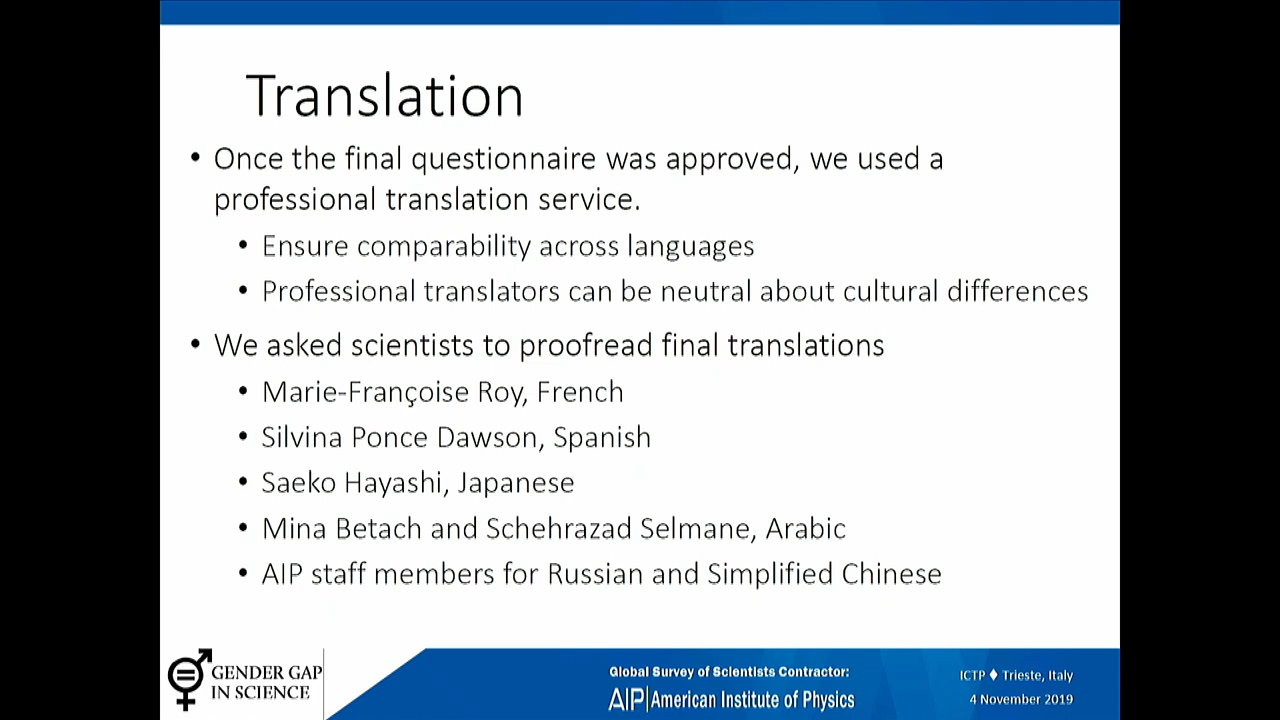 Translation
• Once the final questionnaire was approved, we used a
professional translation service.
• Ensure comparability across languages
• Professional translators can be neutral about cultural differences
• We asked scientists to proofread final translations
• Marie-Françoise Roy, French
• Silvina Ponce Dawson, Spanish
• Saeko Hayashi, Japanese
• Mina Betach and Schehrazad Selmane, Arabic
• AIP staff members for Russian and Simplified Chinese
GENDER GAP
IN SCIENCE
Global Survey of Scientists Contractor:
AIP|American Institute of Physics
ICTP ♦ Trieste, Italy
4 November 2019